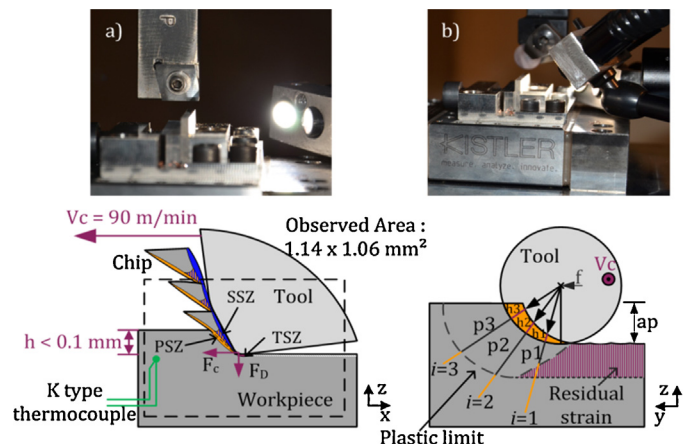 a)
b)
KISTLER
measure. analyze. innovate.
Vc = 90 m/min
Observed Area :
1.14 x 1.06 mm²
Chip
Tool
SSZ
TSZ
PSZ
h < 0.1 mm
Fc
FD
K type
thermocouple
Workpiece
z
x
Tool
Vc
f
h3
h2
h1
ap
p3
p2
p1
i=3
i=2
i=1
Residual
strain
Plastic limit
z
y